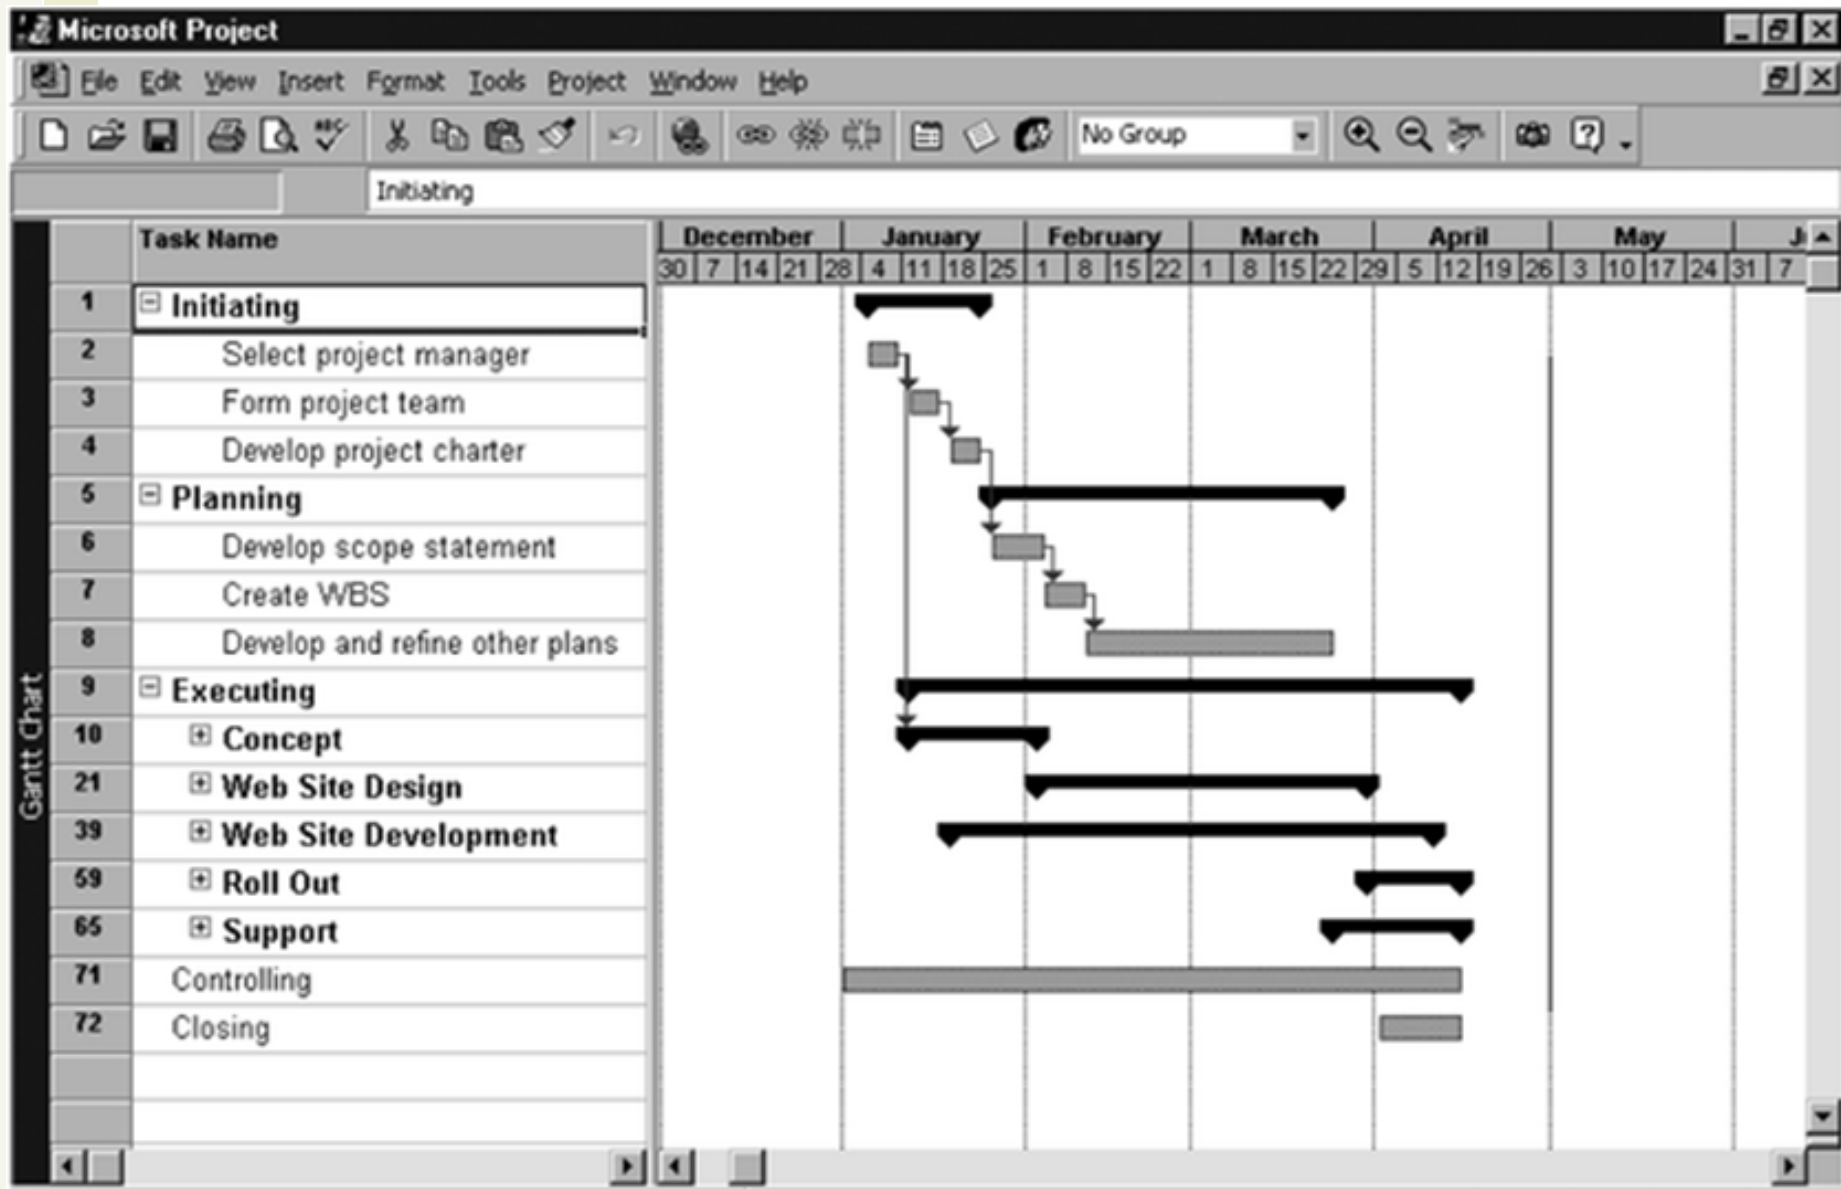 Microsoft Project
File Edit View Insert Format Tools Project Window Help
ABC No Group
Initiating
Task Name December January February March April May
30 7 14 21 28 4 11 18 25 1 8 15 22 1 8 15 22 29 5 12 19 26 3 10 17 24 31 7
1 Initiating
2 Select project manager
3 Form project team
4 Develop project charter
5 Planning
6 Develop scope statement
7 Create WBS
8 Develop and refine other plans
9 Executing
10 Concept
21 Web Site Design
39 Web Site Development
59 Roll Out
65 Support
71 Controlling
72 Closing
Gantt Chart